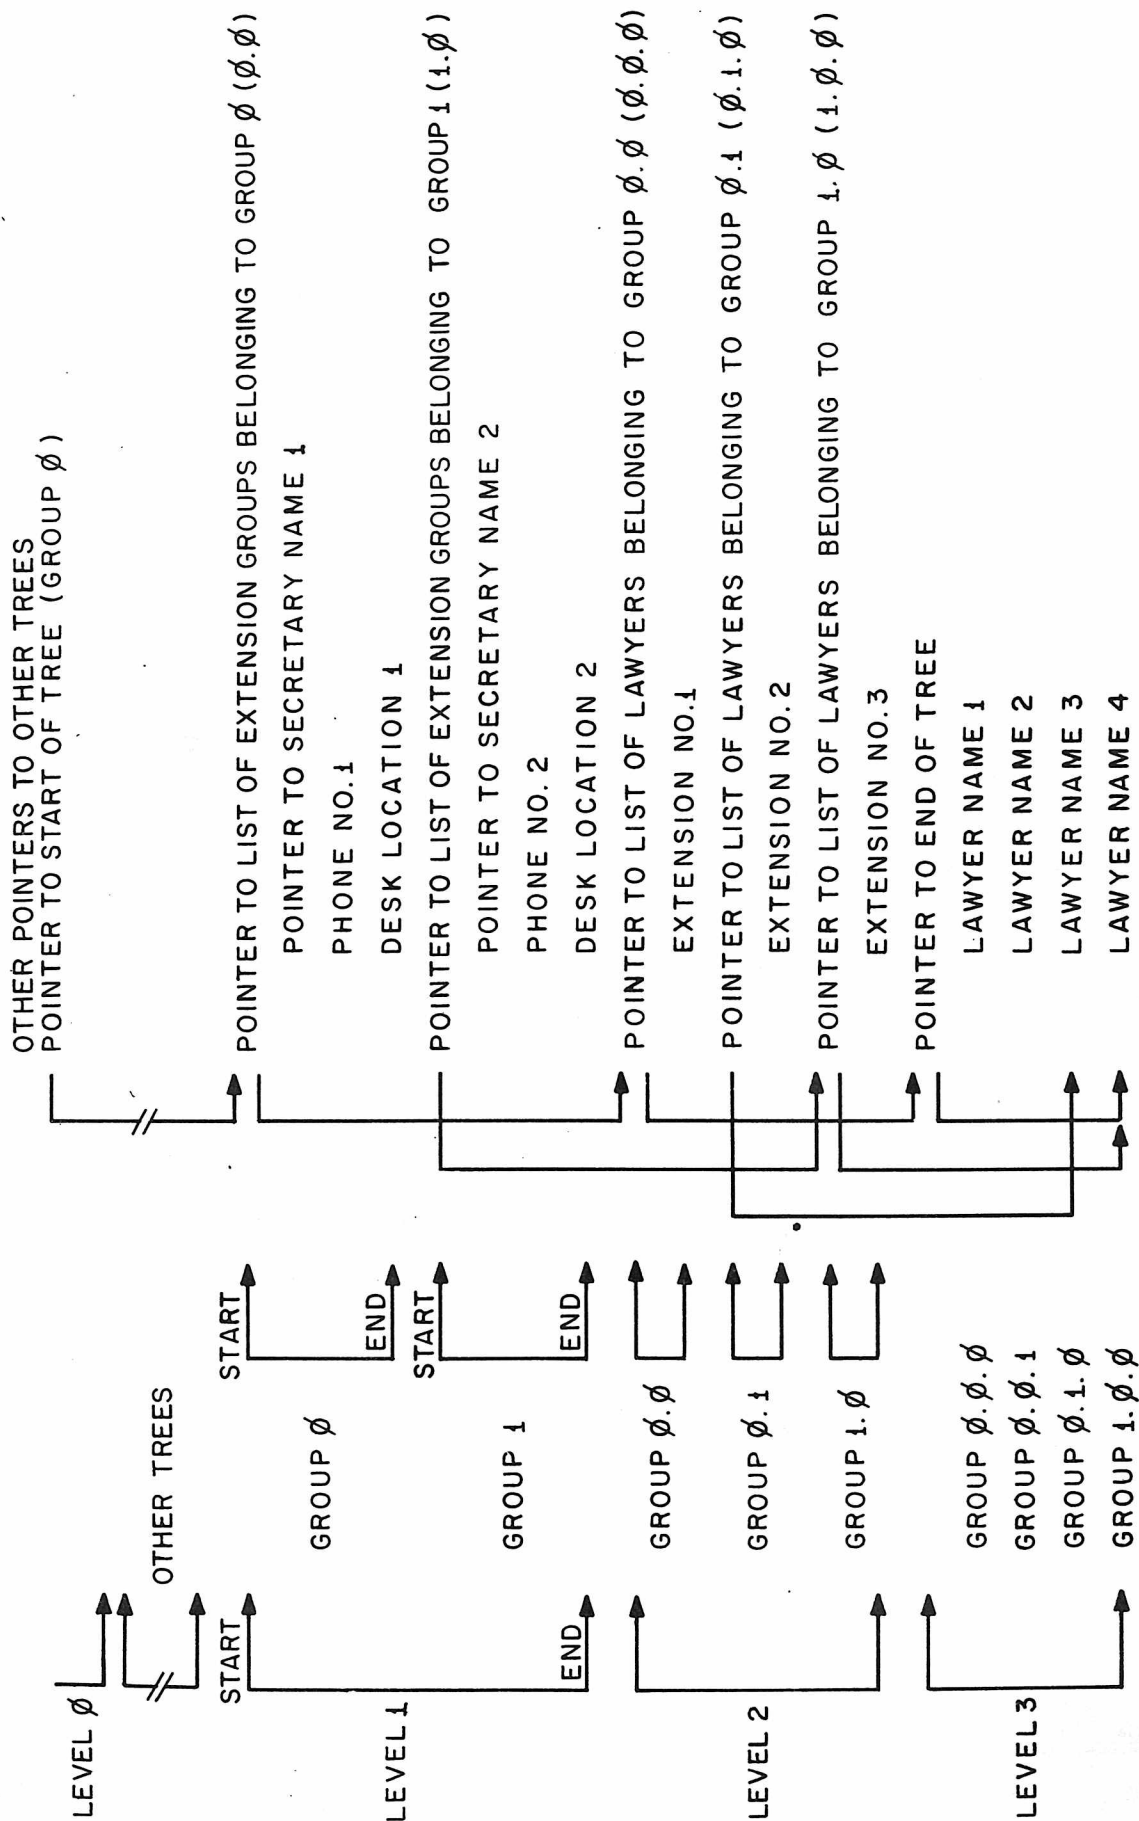 OTHER POINTERS TO OTHER TREES
LEVEL Ø POINTER TO START OF TREE (GROUP Ø)
OTHER TREES
START START POINTER TO LIST OF EXTENSION GROUPS BELONGING TO GROUP Ø (Ø.Ø)
POINTER TO SECRETARY NAME 1
GROUP Ø PHONE NO.1
END DESK LOCATION 1
LEVEL 1
START POINTER TO LIST OF EXTENSION GROUPS BELONGING TO GROUP 1 (1.Ø)
POINTER TO SECRETARY NAME 2
GROUP 1 PHONE NO. 2
END END DESK LOCATION 2
GROUP Ø.Ø POINTER TO LIST OF LAWYERS BELONGING TO GROUP Ø.Ø (Ø.Ø.Ø)
EXTENSION NO.1
LEVEL 2 GROUP Ø.1 POINTER TO LIST OF LAWYERS BELONGING TO GROUP Ø.1 (Ø.1.Ø)
EXTENSION NO.2
GROUP 1.Ø POINTER TO LIST OF LAWYERS BELONGING TO GROUP 1.Ø (1.Ø.Ø)
EXTENSION NO.3
POINTER TO END OF TREE
GROUP Ø.Ø.Ø LAWYER NAME 1
LEVEL 3 GROUP Ø.Ø.1 LAWYER NAME 2
GROUP Ø.1.Ø LAWYER NAME 3
GROUP 1.Ø.Ø LAWYER NAME 4